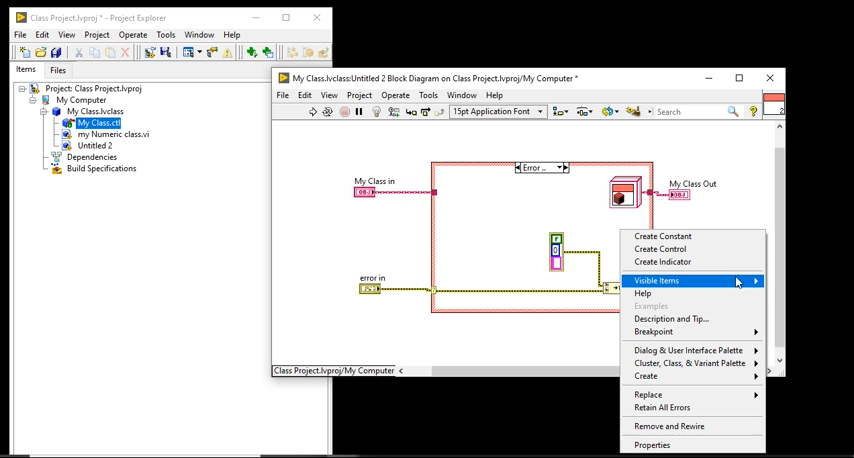 Class Project.lvproj * - Project Explorer
File Edit View Project Operate Tools Window Help
Items Files
Project: Class Project.lvproj
My Computer
My Class.lvclass
My Class.ctl
my Numeric class.vi
Untitled 2
Dependencies
Build Specifications
My Class.lvclass:Untitled 2 Block Diagram on Class Project.lvproj/My Computer *
File Edit View Project Operate Tools Window Help
15pt Application Font Search
2
Error ..
My Class in
OBJ
My Class Out
OBJ
F
0
error in
Class Project.lvproj/My Computer
Create Constant
Create Control
Create Indicator
Visible Items
Help
Examples
Description and Tip...
Breakpoint
Dialog & User Interface Palette
Cluster, Class, & Variant Palette
Create
Replace
Retain All Errors
Remove and Rewire
Properties